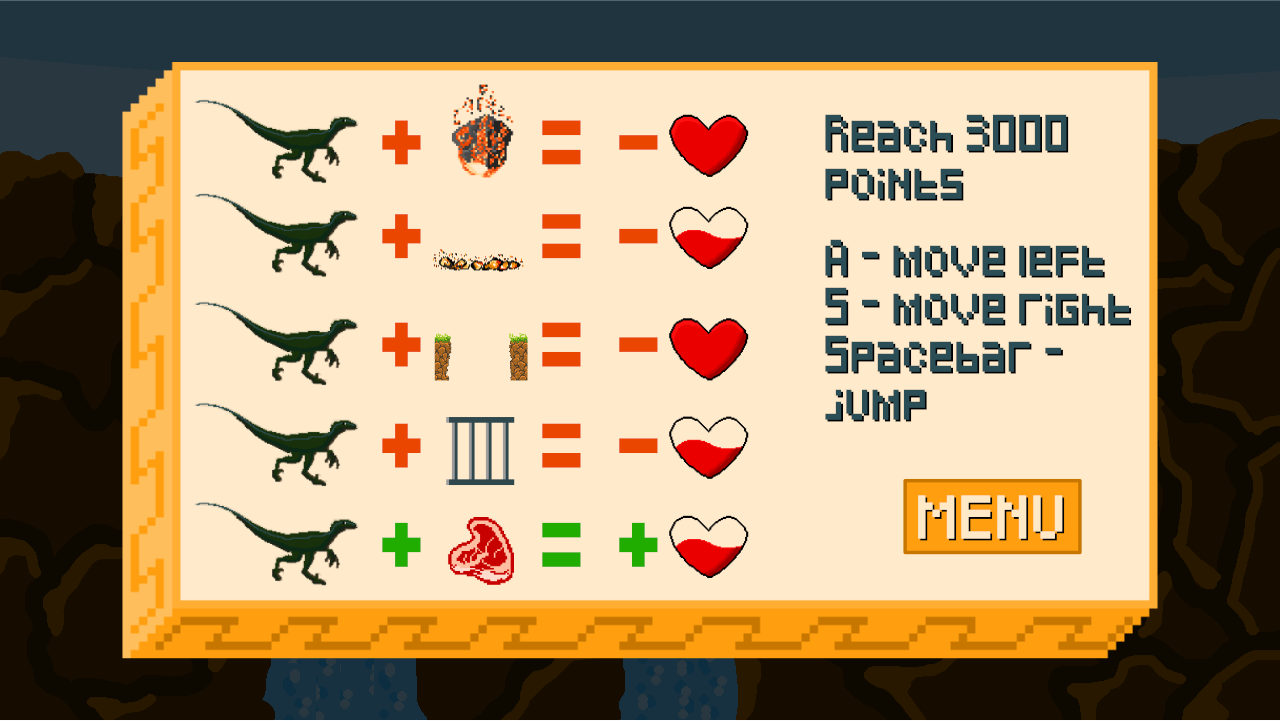 Reach 3000
POiNtS
A - MOVe left
S - MOVe right
Spacebar -
jUMP
MENU